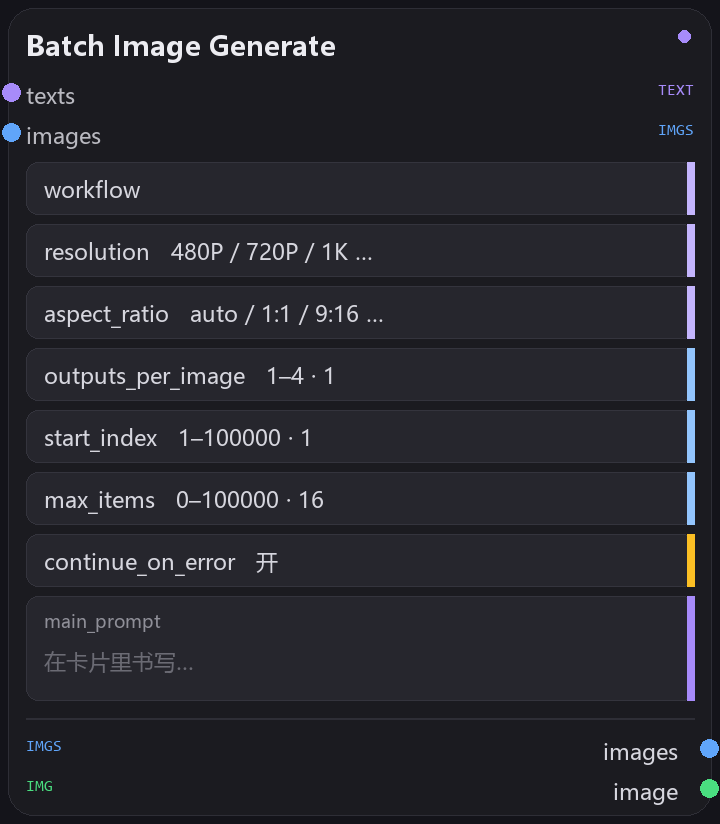 Batch Image Generate
texts TEXT
images IMGS
workflow
resolution 480P / 720P / 1K ...
aspect_ratio auto / 1:1 / 9:16 ...
outputs_per_image 1–4 · 1
start_index 1–100000 · 1
max_items 0–100000 · 16
continue_on_error 开
main_prompt
在卡片里书写...
IMGS images
IMG image